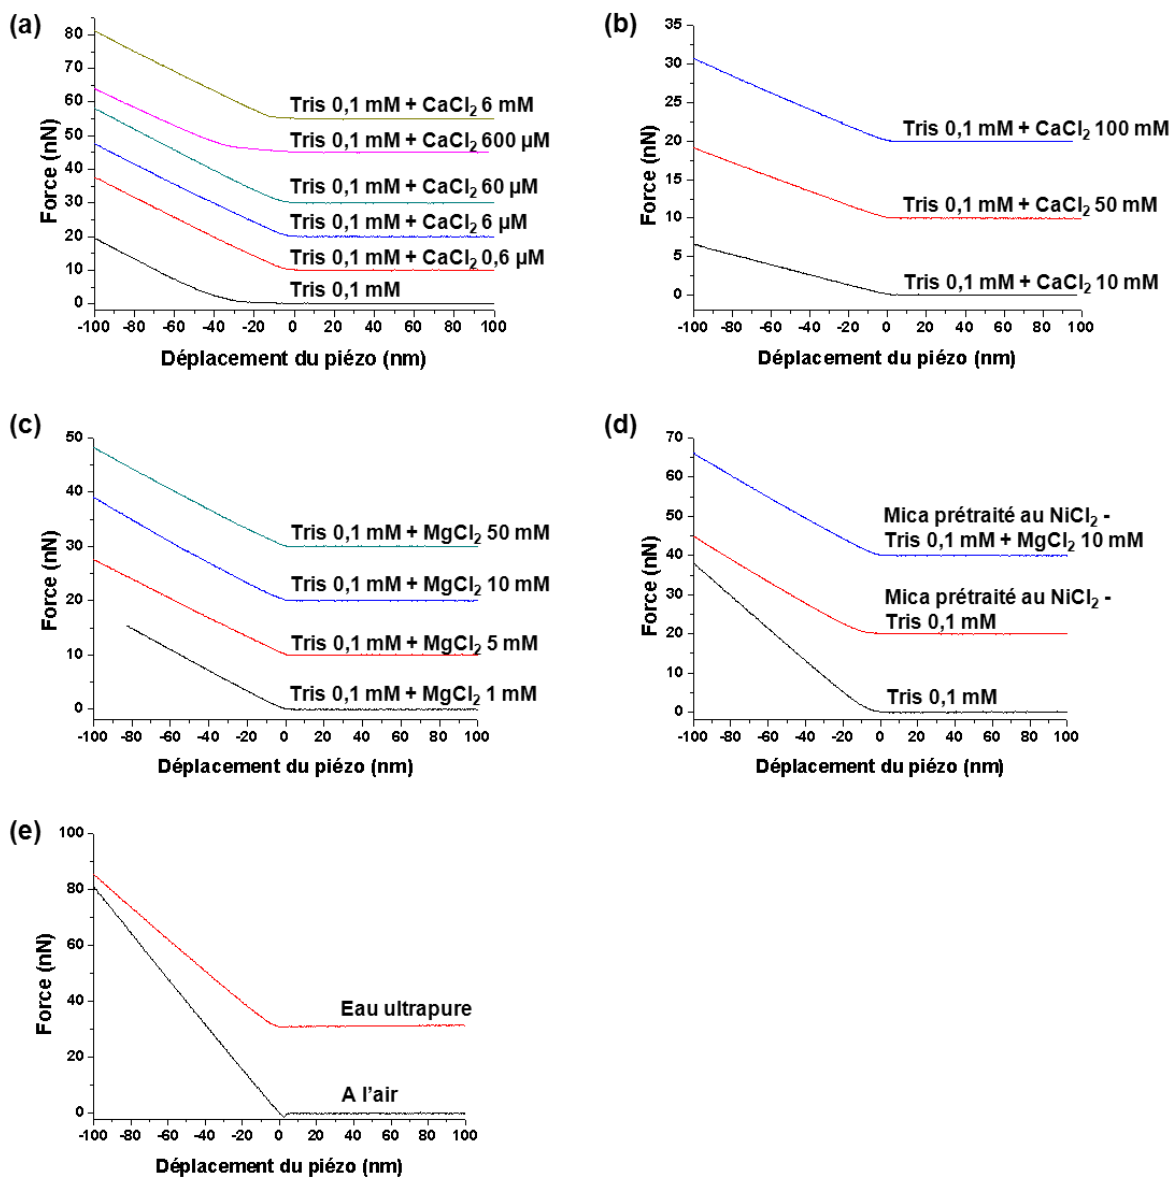 (a)
80
70
60
50
40
30
20
10
0
Force (nN)
Tris 0,1 mM + CaCl2 6 mM
Tris 0,1 mM + CaCl2 600 µM
Tris 0,1 mM + CaCl2 60 µM
Tris 0,1 mM + CaCl2 6 µM
Tris 0,1 mM + CaCl2 0,6 µM
Tris 0,1 mM
-100 -80 -60 -40 -20 0 20 40 60 80 100
Déplacement du piézo (nm)
(b)
35
30
25
20
15
10
5
0
Force (nN)
Tris 0,1 mM + CaCl2 100 mM
Tris 0,1 mM + CaCl2 50 mM
Tris 0,1 mM + CaCl2 10 mM
-100 -80 -60 -40 -20 0 20 40 60 80 100
Déplacement du piézo (nm)
(c)
50
40
30
20
10
0
Force (nN)
Tris 0,1 mM + MgCl2 50 mM
Tris 0,1 mM + MgCl2 10 mM
Tris 0,1 mM + MgCl2 5 mM
Tris 0,1 mM + MgCl2 1 mM
-100 -80 -60 -40 -20 0 20 40 60 80 100
Déplacement du piézo (nm)
(d)
70
60
50
40
30
20
10
0
Force (nN)
Mica prétraité au NiCl2 -
Tris 0,1 mM + MgCl2 10 mM
Mica prétraité au NiCl2 -
Tris 0,1 mM
Tris 0,1 mM
-100 -80 -60 -40 -20 0 20 40 60 80 100
Déplacement du piézo (nm)
(e)
100
80
60
40
20
0
Force (nN)
Eau ultrapure
A l'air
-100 -80 -60 -40 -20 0 20 40 60 80 100
Déplacement du piézo (nm)